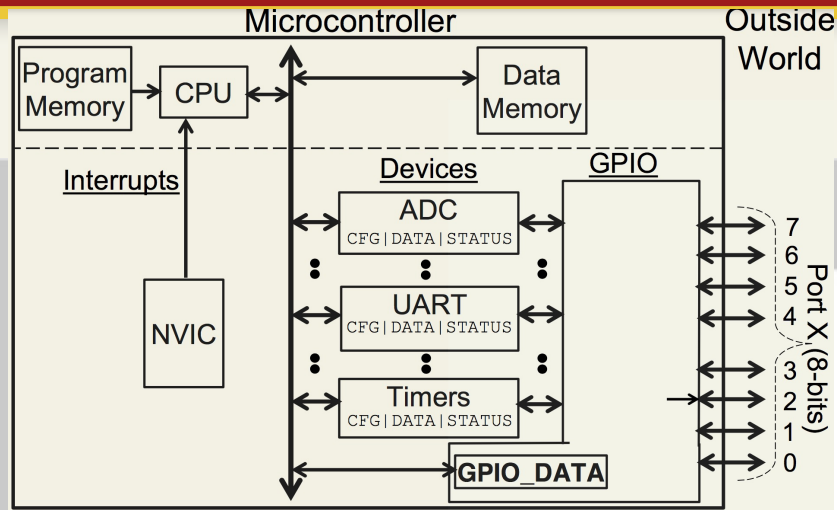 Microcontroller
Outside
World
Program
Memory
CPU
Data
Memory
Interrupts
Devices
GPIO
ADC
CFG|DATA|STATUS
UART
CFG|DATA|STATUS
NVIC
Timers
CFG|DATA|STATUS
GPIO_DATA
7
6
5
4
3
2
1
0
Port X (8-bits)